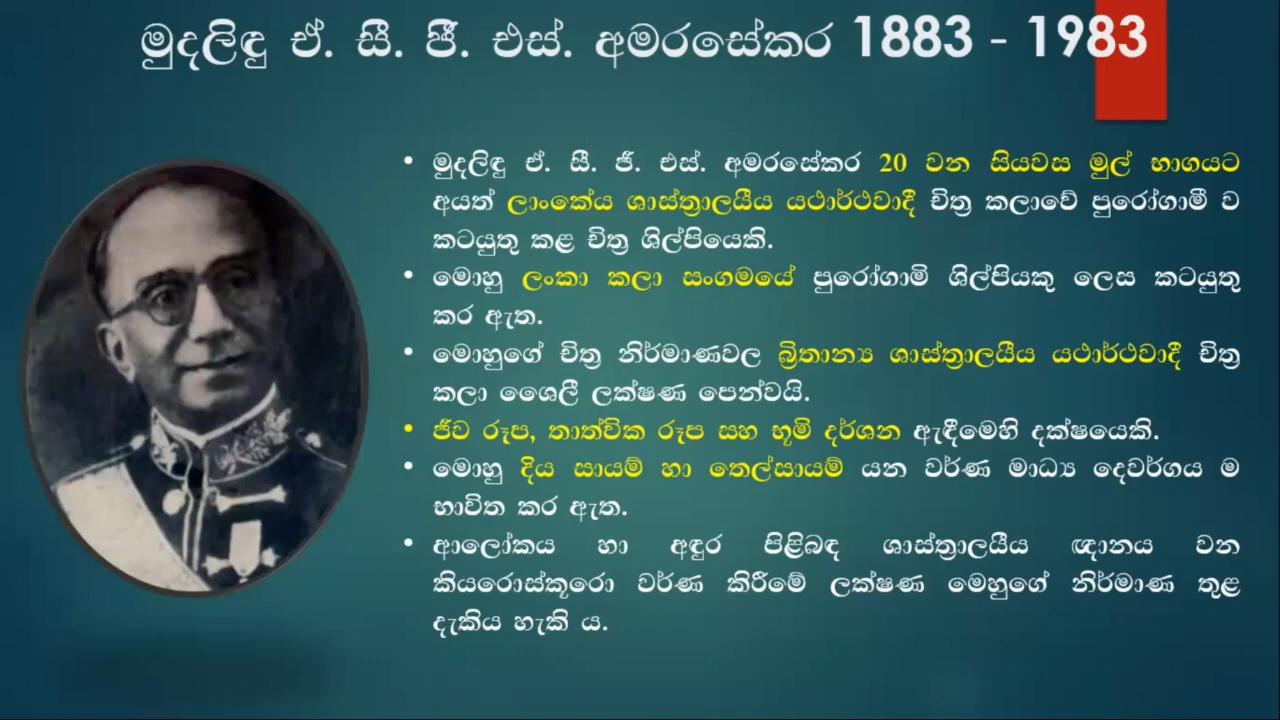 මුදලිඳු ඒ. සී. ජී. එස්. අමරසේකර 1883 - 1983
• මුදලිඳු ඒ. සී. ජී. එස්. අමරසේකර 20 වන සියවස මුල් භාගයට
අයත් ලාංකේය ශාස්ත්‍රාලයීය යථාර්ථවාදී චිත්‍ර කලාවේ පුරෝගාමී ව
කටයුතු කළ චිත්‍ර ශිල්පියෙකි.
• මොහු ලංකා කලා සංගමයේ පුරෝගාමි ශිල්පියකු ලෙස කටයුතු
කර ඇත.
• මොහුගේ චිත්‍ර නිර්මාණවල බ්‍රිතාන්‍ය ශාස්ත්‍රාලයීය යථාර්ථවාදී චිත්‍ර
කලා ශෛලී ලක්ෂණ පෙන්වයි.
• ජීව රූප, තාත්වික රූප සහ භූමි දර්ශන ඇඳීමෙහි දක්ෂයෙකි.
• මොහු දිය සායම් හා තෙල්සායම් යන වර්ණ මාධ්‍ය දෙවර්ගය ම
භාවිත කර ඇත.
• ආලෝකය හා අඳුර පිළිබඳ ශාස්ත්‍රාලයීය ඥානය වන
කියරොස්කූරො වර්ණ කිරීමේ ලක්ෂණ මෙහුගේ නිර්මාණ තුළ
දැකිය හැකි ය.